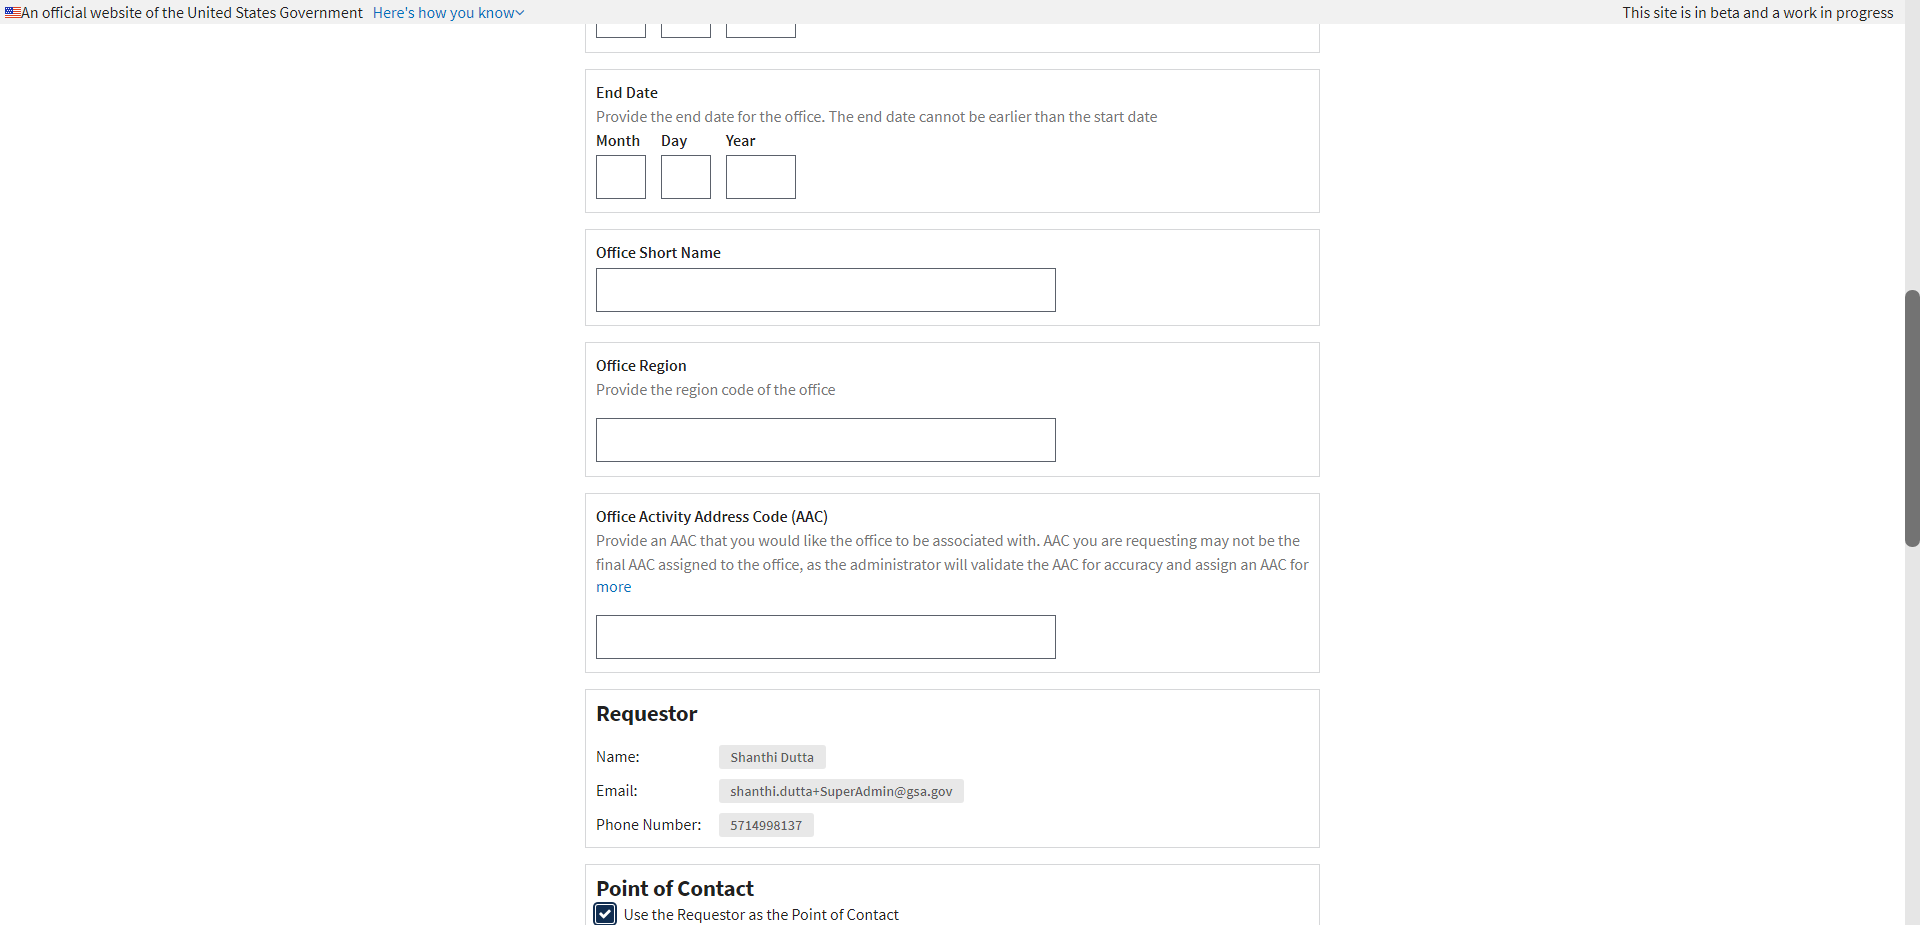 An official website of the United States Government Here's how you know
This site is in beta and a work in progress
End Date
Provide the end date for the office. The end date cannot be earlier than the start date
Month Day Year
Office Short Name
Office Region
Provide the region code of the office
Office Activity Address Code (AAC)
Provide an AAC that you would like the office to be associated with. AAC you are requesting may not be the
final AAC assigned to the office, as the administrator will validate the AAC for accuracy and assign an AAC for
more
Requestor
Name: Shanthi Dutta
Email: shanthi.dutta+SuperAdmin@gsa.gov
Phone Number: 5714998137
Point of Contact
Use the Requestor as the Point of Contact